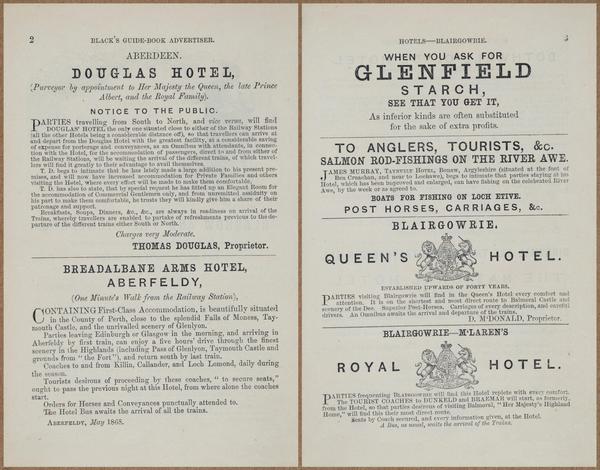 2
BLACK'S GUIDE-BOOK ADVERTISER.
ABERDEEN.
DOUGLAS HOTEL,
(Purveyor by appointment to Her Majesty the Queen, the late Prince
Albert, and the Royal Family).
NOTICE TO THE PUBLIC.
PARTIES travelling from South to North, and vice versa, will find
DOUGLAS' HOTEL, the only one situated close to either of the Railway Stations
(all the other Hotels being a considerable distance off), so that travellers can arrive at
and depart from the Douglas Hotel with the greatest facility, at a considerable saving
of expense for porterage and conveyances, as an Omnibus with attendants, in connec-
tion with the Hotel, for the accommodation of passengers, direct to and from either of
the Railway Stations, will be waiting the arrival of the different trains, of which travel-
lers will find it greatly to their advantage to avail themselves.
T. D. begs to intimate that he has lately made a large addition to his present pre-
mises, and will now have increased accommodation for Private Families and others
visiting the Hotel, where every effort will be made to make them comfortable.
T. D. has also to state, that by special request he has fitted up an Elegant Room for
the accommodation of Commercial Gentlemen only, and from unremitted assiduity on
his part to make them comfortable, he trusts they will kindly give him a share of their
patronage and support.
Breakfasts, Soups, Dinners, &c., &c., are always in readiness on arrival of the
Trains, whereby travellers are enabled to partake of refreshments previous to the de-
parture of the different trains either South or North.
Charges very Moderate.
THOMAS DOUGLAS, Proprietor.
BREADALBANE ARMS HOTEL,
ABERFELDY,
(One Minute's Walk from the Railway Station),
CONTAINING First-Class Accommodation, is beautifully situated
in the County of Perth, close to the splendid Falls of Moness, Tay-
mouth Castle, and the unrivalled scenery of Glenlyon.
Parties leaving Edinburgh or Glasgow in the morning, and arriving in
Aberfeldy by first train, can enjoy a five hours' drive through the finest
scenery in the Highlands (including Pass of Glenlyon, Taymouth Castle and
grounds from "the Fort"), and return south by last train.
Coaches to and from Killin, Callander, and Loch Lomond, daily during
the season.
Tourists desirous of proceeding by these coaches, "to secure seats,"
ought to pass the previous night at this Hotel, from where alone the coaches
start.
Orders for Horses and Conveyances punctually attended to.
The Hotel Bus awaits the arrival of all the trains.
ABERFELDY, May 1868.
HOTELS—BLAIRGOWRIE.
3
WHEN YOU ASK FOR
GLENFIELD
STARCH,
SEE THAT YOU GET IT,
As inferior kinds are often substituted
for the sake of extra profits.
TO ANGLERS, TOURISTS, &c.
SALMON ROD-FISHINGS ON THE RIVER AWE.
JAMES MURRAY, TAYNUILT HOTEL, Bonaw, Argyleshire (situated at the foot of
Ben Cruachan, and near to Lochawe), begs to intimate that parties staying at his
Hotel, which has been improved and enlarged, can have fishing on the celebrated River
Awe, by the week or as agreed to.
BOATS FOR FISHING ON LOCH ETIVE.
POST HORSES, CARRIAGES, &c.
BLAIRGOWRIE.
QUEEN'S HOTEL.
ESTABLISHED UPWARDS OF FORTY YEARS.
PARTIES visiting Blairgowrie will find in the Queen's Hotel every comfort and
attention. It is on the shortest and most direct route to Balmoral Castle and
scenery of the Dee. Superior Post-Horses, Carriages of every description, and careful
drivers. An Omnibus awaits the arrival and departure of the trains.
D. M'DONALD, Proprietor.
BLAIRGOWRIE—M'LAREN'S
ROYAL HOTEL.
PARTIES frequenting BLAIRGOWRIE will find this Hotel replete with every comfort.
The TOURIST COACHES to DUNKELD and BRAEMAR will start, as formerly,
from the Hotel, so that parties desirous of visiting Balmoral, "Her Majesty's Highland
Home," will find this their most direct route.
Seats by Coach secured, and every information given, at the Hotel.
A Bus, as usual, waits the arrival of the Trains.